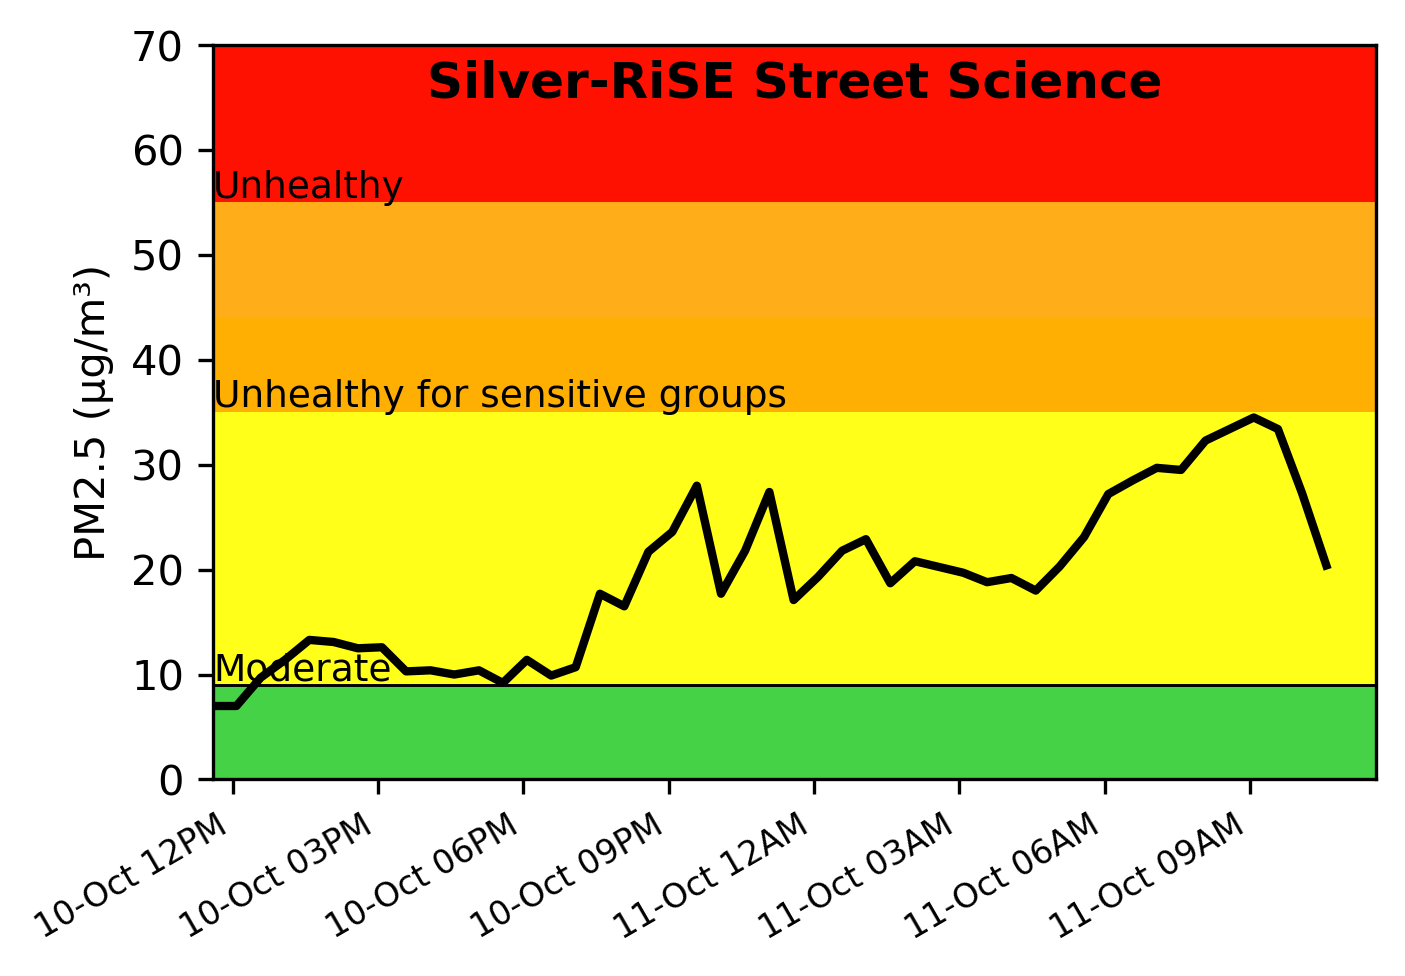 Silver-RiSE Street Science
70
60
Unhealthy
50
40
Unhealthy for sensitive groups
30
20
10
Moderate
0
PM2.5 (µg/m³)
10-Oct 12PM
10-Oct 03PM
10-Oct 06PM
10-Oct 09PM
11-Oct 12AM
11-Oct 03AM
11-Oct 06AM
11-Oct 09AM